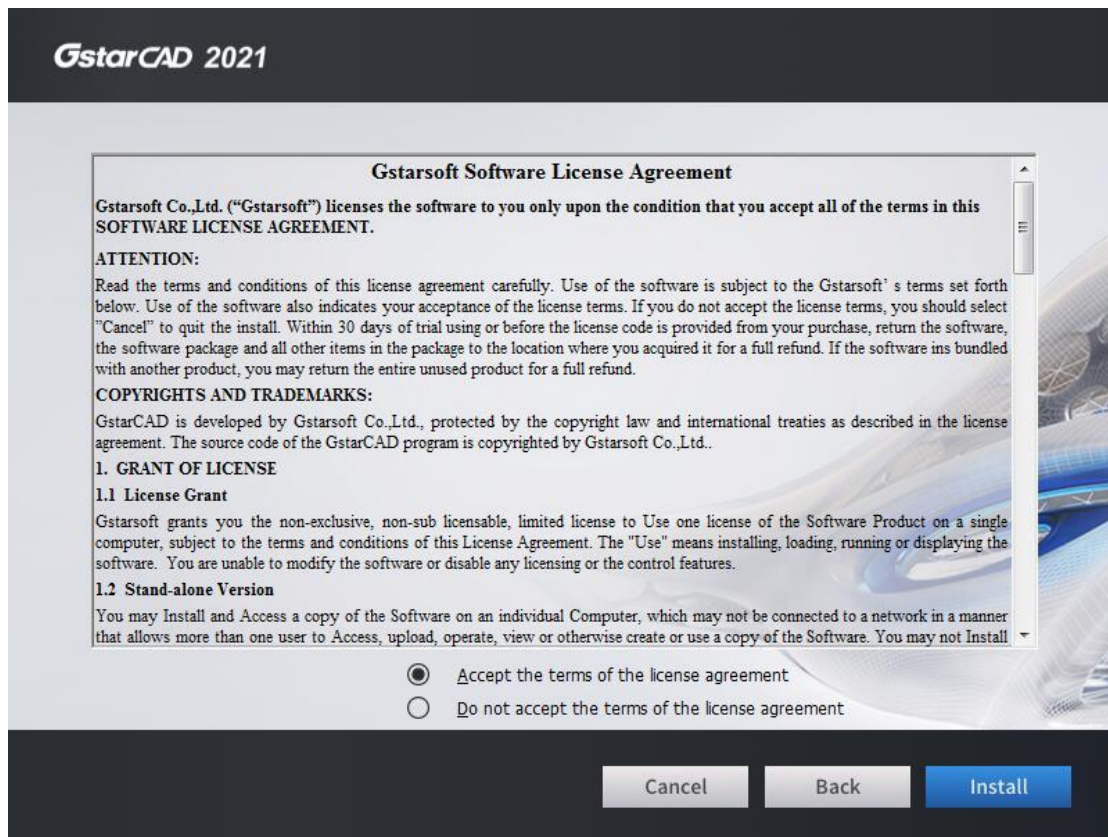 GstarCAD 2021
Gstarsoft Software License Agreement
Gstarsoft Co.,Ltd. (“Gstarsoft”) licenses the software to you only upon the condition that you accept all of the terms in this
SOFTWARE LICENSE AGREEMENT.
ATTENTION:
Read the terms and conditions of this license agreement carefully. Use of the software is subject to the Gstarsoft’ s terms set forth
below. Use of the software also indicates your acceptance of the license terms. If you do not accept the license terms, you should select
”Cancel” to quit the install. Within 30 days of trial using or before the license code is provided from your purchase, return the software,
the software package and all other items in the package to the location where you acquired it for a full refund. If the software ins bundled
with another product, you may return the entire unused product for a full refund.
COPYRIGHTS AND TRADEMARKS:
GstarCAD is developed by Gstarsoft Co.,Ltd., protected by the copyright law and international treaties as described in the license
agreement. The source code of the GstarCAD program is copyrighted by Gstarsoft Co.,Ltd..
1. GRANT OF LICENSE
1.1 License Grant
Gstarsoft grants you the non-exclusive, non-sub licensable, limited license to Use one license of the Software Product on a single
computer, subject to the terms and conditions of this License Agreement. The "Use" means installing, loading, running or displaying the
software. You are unable to modify the software or disable any licensing or the control features.
1.2 Stand-alone Version
You may Install and Access a copy of the Software on an individual Computer, which may not be connected to a network in a manner
that allows more than one user to Access, upload, operate, view or otherwise create or use a copy of the Software. You may not Install
Accept the terms of the license agreement
Do not accept the terms of the license agreement
Cancel Back Install